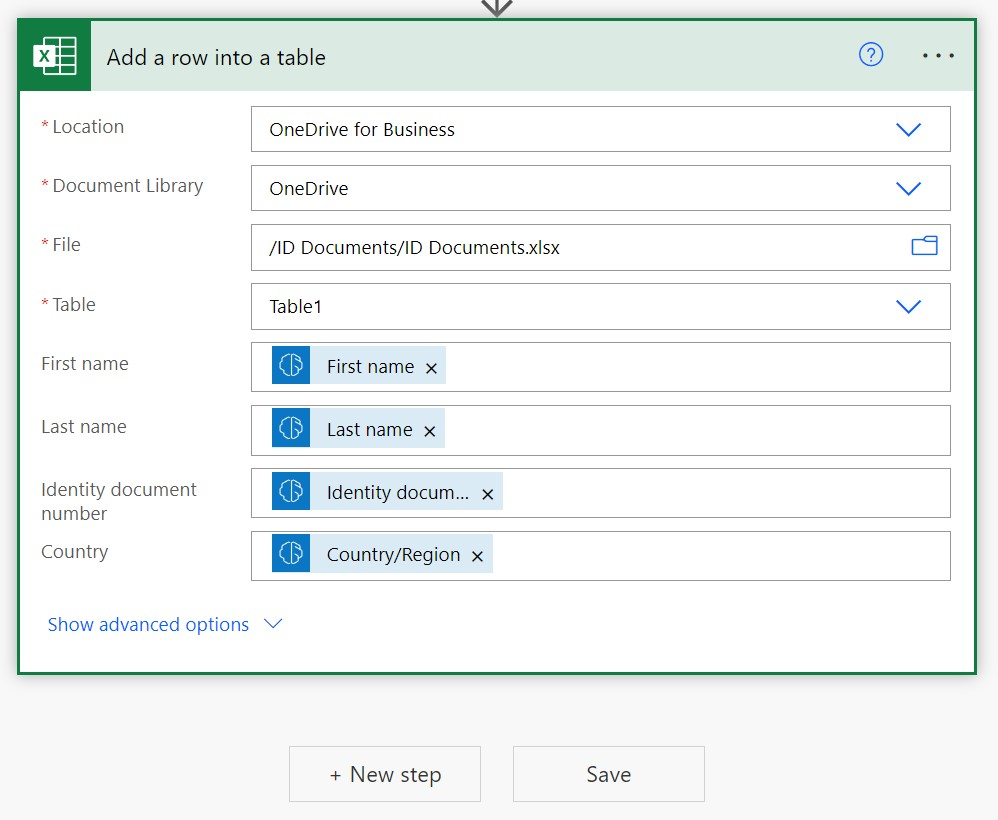 Add a row into a table
* Location
OneDrive for Business
* Document Library
OneDrive
* File
/ID Documents/ID Documents.xlsx
* Table
Table1
First name
First name ×
Last name
Last name ×
Identity document
number
Identity docum... ×
Country
Country/Region ×
Show advanced options
+ New step
Save